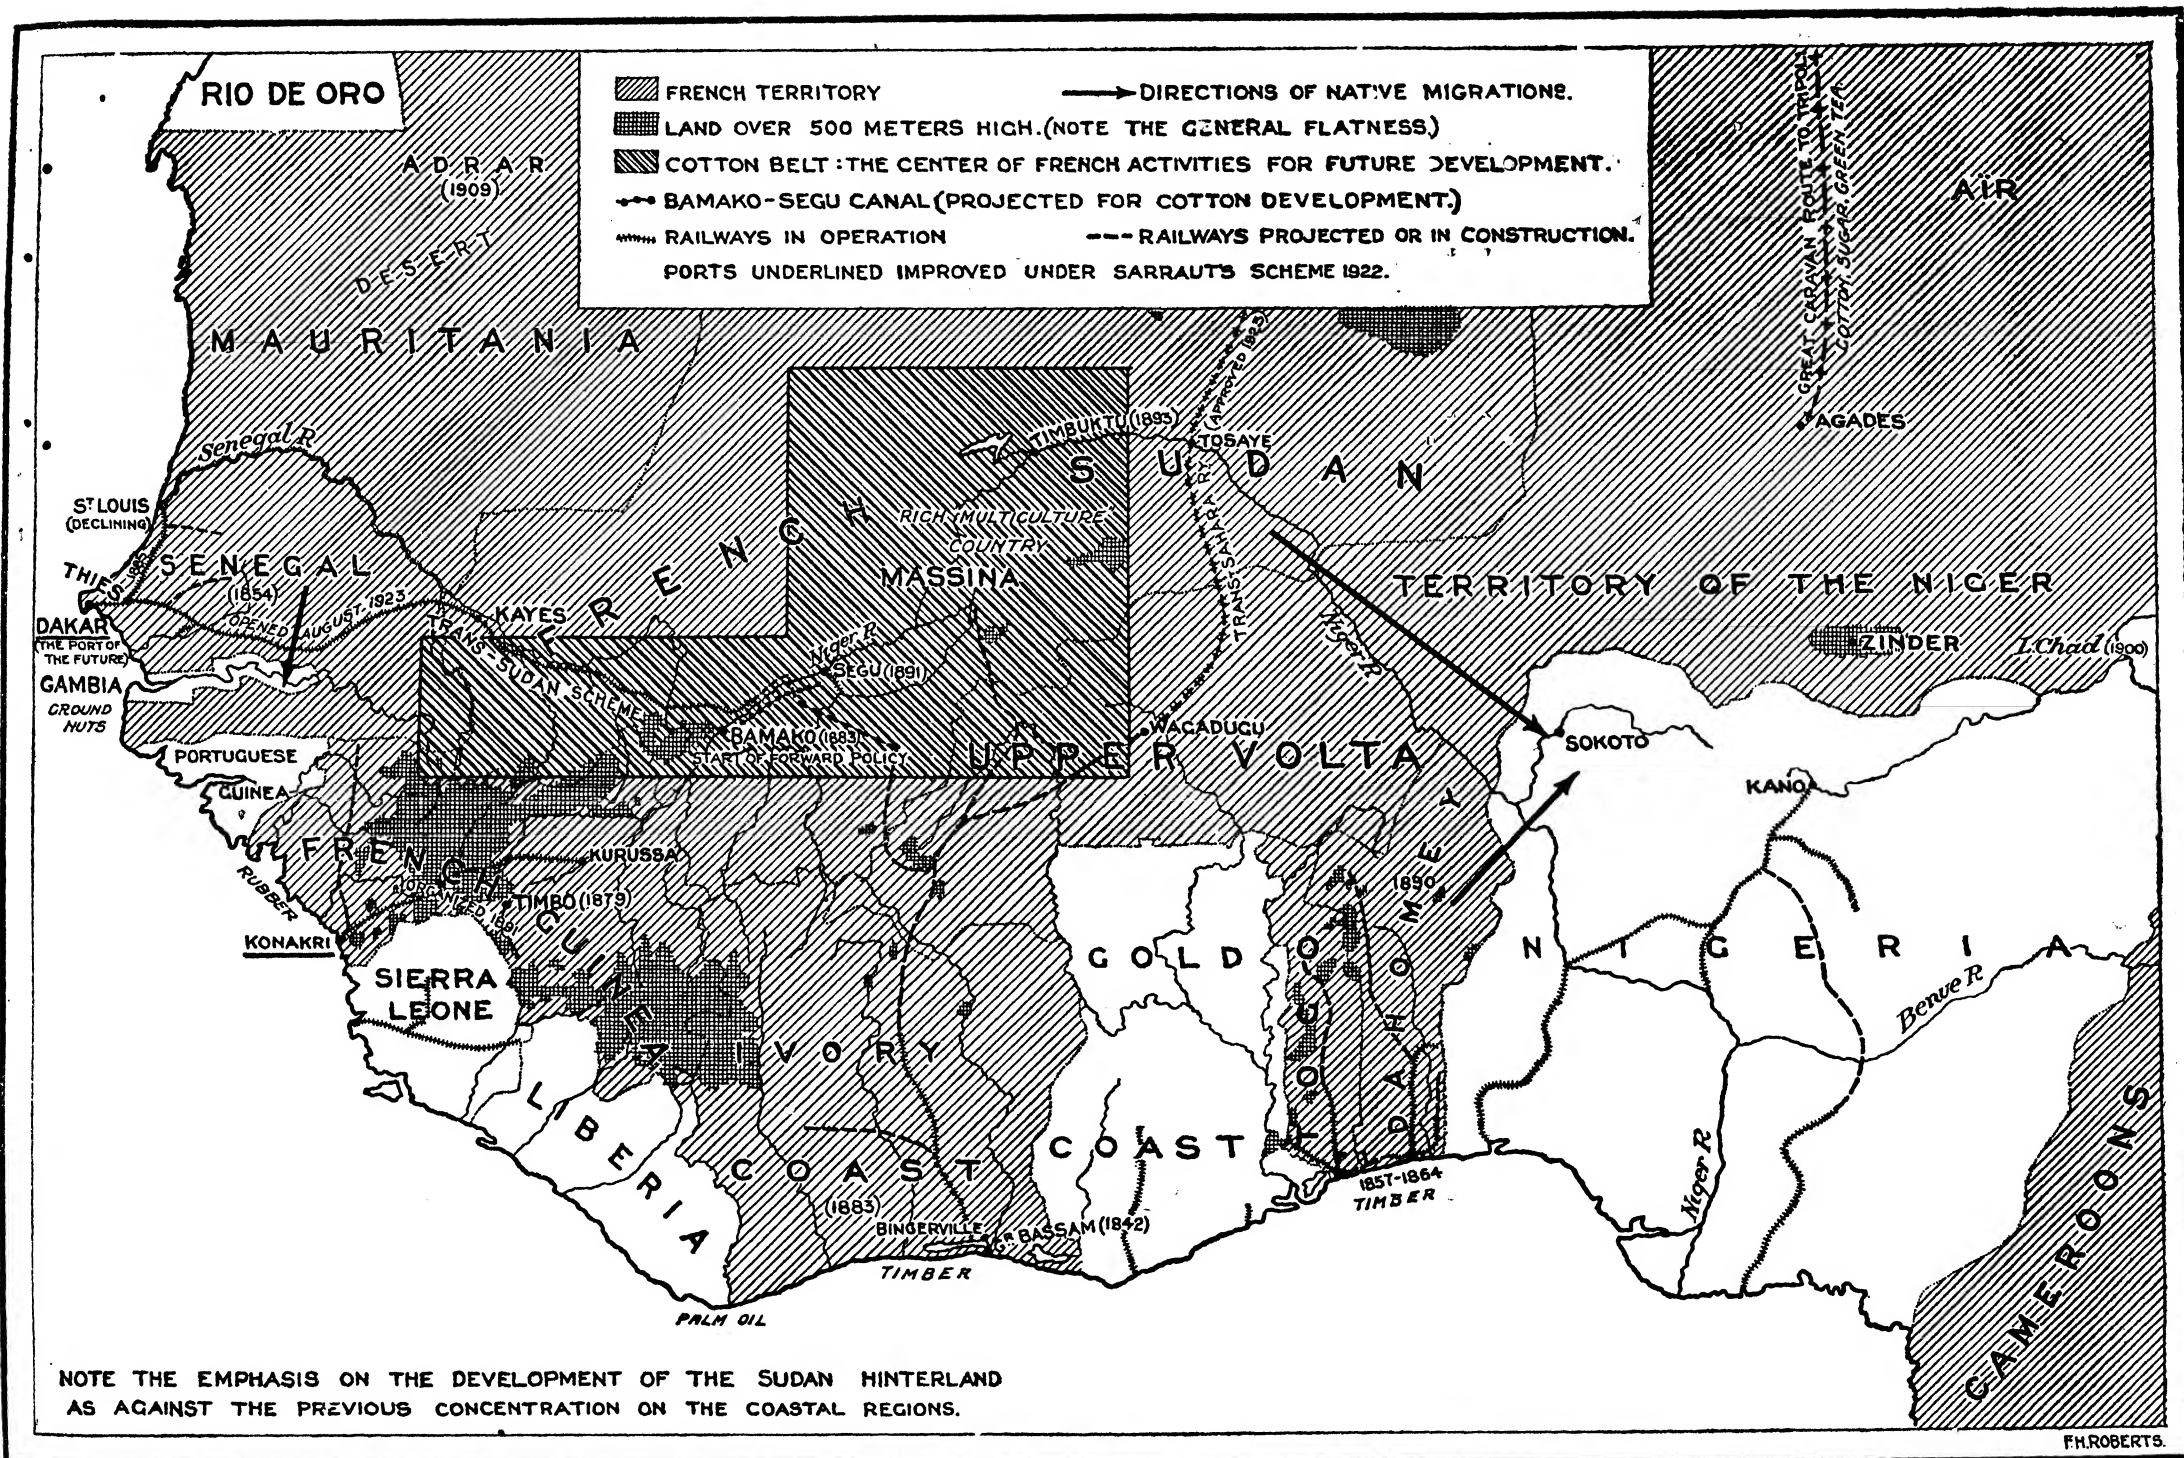 RIO DE ORO
FRENCH TERRITORY
DIRECTIONS OF NATIVE MIGRATIONS.
LAND OVER 500 METERS HIGH.(NOTE THE GENERAL FLATNESS.)
COTTON BELT : THE CENTER OF FRENCH ACTIVITIES FOR FUTURE DEVELOPMENT.
BAMAKO-SEGU CANAL (PROJECTED FOR COTTON DEVELOPMENT.)
RAILWAYS IN OPERATION
RAILWAYS PROJECTED OR IN CONSTRUCTION.
PORTS UNDERLINED IMPROVED UNDER SARRAUT'S SCHEME 1922.
GREAT CARAVAN ROUTE TO TRIPOLI
COTTON, SUGAR, GREEN TEA.
AÏR
ADRAR
(1909)
DESERT
MAURITANIA
AGADES
Senegal R
TIMBUKTU (1893)
TOSAYE
TRANS-SAHARA RY (APPROVED 1923)
FRENCH SUDAN
ST LOUIS
(DECLINING)
RICH "MULTICULTURE"
COUNTRY
MASSINA
THIES
1885
SENEGAL
(1854)
OPENED AUGUST 1923
DAKAR
(THE PORT OF
THE FUTURE)
KAYES
TRANS-SUDAN SCHEME
TERRITORY OF THE NIGER
Niger R
Niger R
ZINDER
L. Chad (1900)
GAMBIA
GROUND
NUTS
SEGU (1891)
BAMAKO (1883)
START OF FORWARD POLICY
WAGADUGU
UPPER VOLTA
SOKOTO
KANO
PORTUGUESE
GUINEA
FRENCH GUINEA
ORGANIZED 1891
KURUSSA
TIMBO (1879)
RUBBER
KONAKRI
SIERRA
LEONE
LIBERIA
IVORY
COAST
(1883)
BINGERVILLE
GR BASSAM (1842)
TIMBER
PALM OIL
GOLD
COAST
TOGO
DAHOMEY
1890
1857-1864
TIMBER
NIGERIA
Benue R
Niger R
CAMEROONS
NOTE THE EMPHASIS ON THE DEVELOPMENT OF THE SUDAN HINTERLAND
AS AGAINST THE PREVIOUS CONCENTRATION ON THE COASTAL REGIONS.
F.H.ROBERTS.